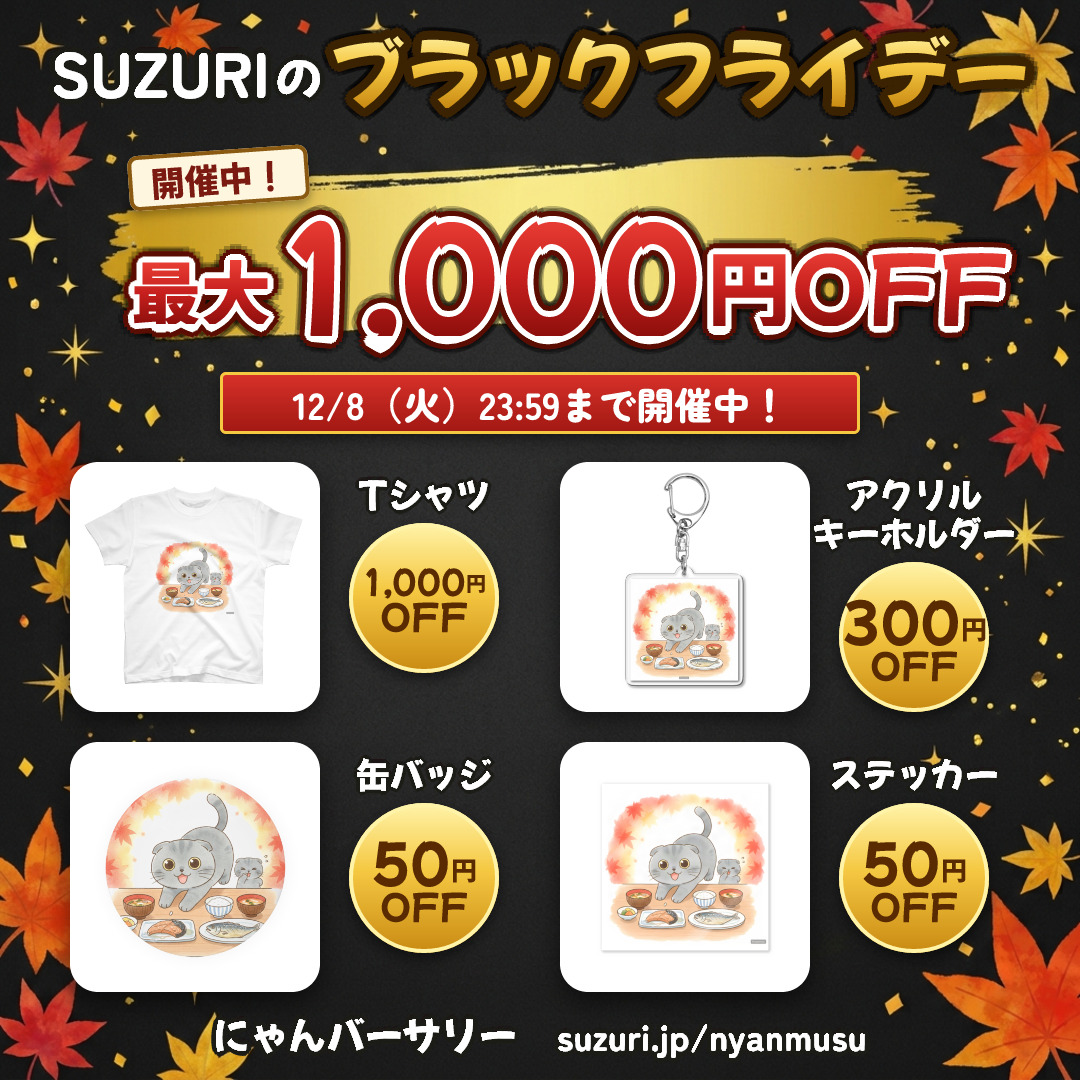 SUZURIのブラックフライデー
開催中！
最大1,000円OFF
12/8（火）23:59まで開催中！
Tシャツ
1,000円
OFF
アクリル
キーホルダー
300円
OFF
缶バッジ
50円
OFF
ステッカー
50円
OFF
にゃんバーサリー
suzuri.jp/nyanmusu